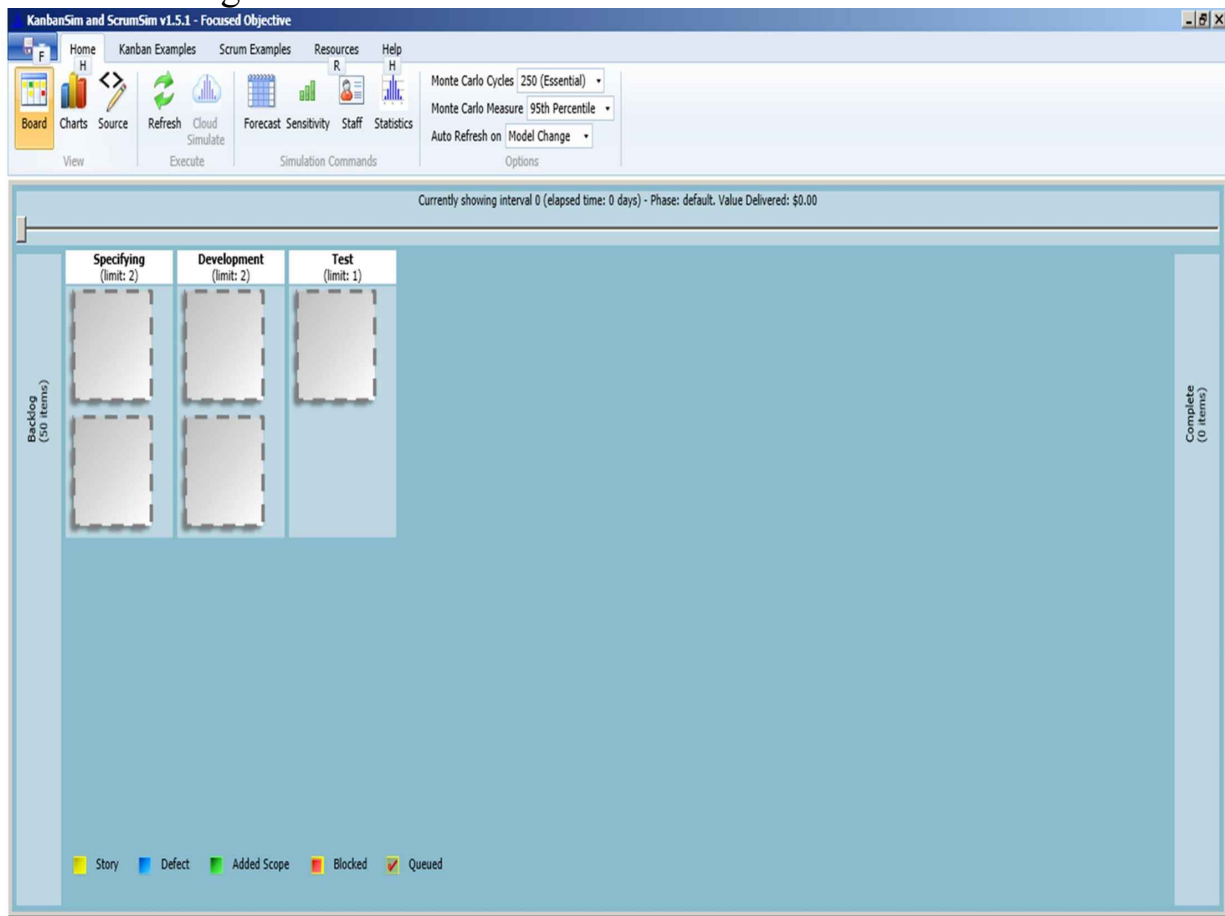 KanbanSim and ScrumSim v1.5.1 - Focused Objective
F
Home Kanban Examples Scrum Examples Resources Help
H R H
Board Charts Source Refresh Cloud Simulate Forecast Sensitivity Staff Statistics
View Execute Simulation Commands
Monte Carlo Cycles 250 (Essential)
Monte Carlo Measure 95th Percentile
Auto Refresh on Model Change
Options
Currently showing interval 0 (elapsed time: 0 days) - Phase: default. Value Delivered: $0.00
Backlog
(50 items)
Specifying
(limit: 2)
Development
(limit: 2)
Test
(limit: 1)
Complete
(0 items)
Story Defect Added Scope Blocked Queued